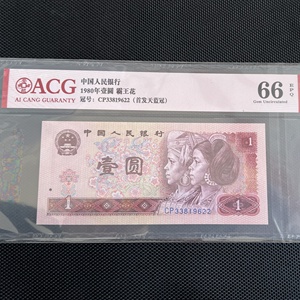 ACG
AI CANG GUARANTY
中国人民银行
1980年壹圆 霸王花
冠号：CP33819622（首发天蓝冠）
66 EPQ
Gem Uncirculated
中国人民银行
壹圆
1
1
CP33819622
1